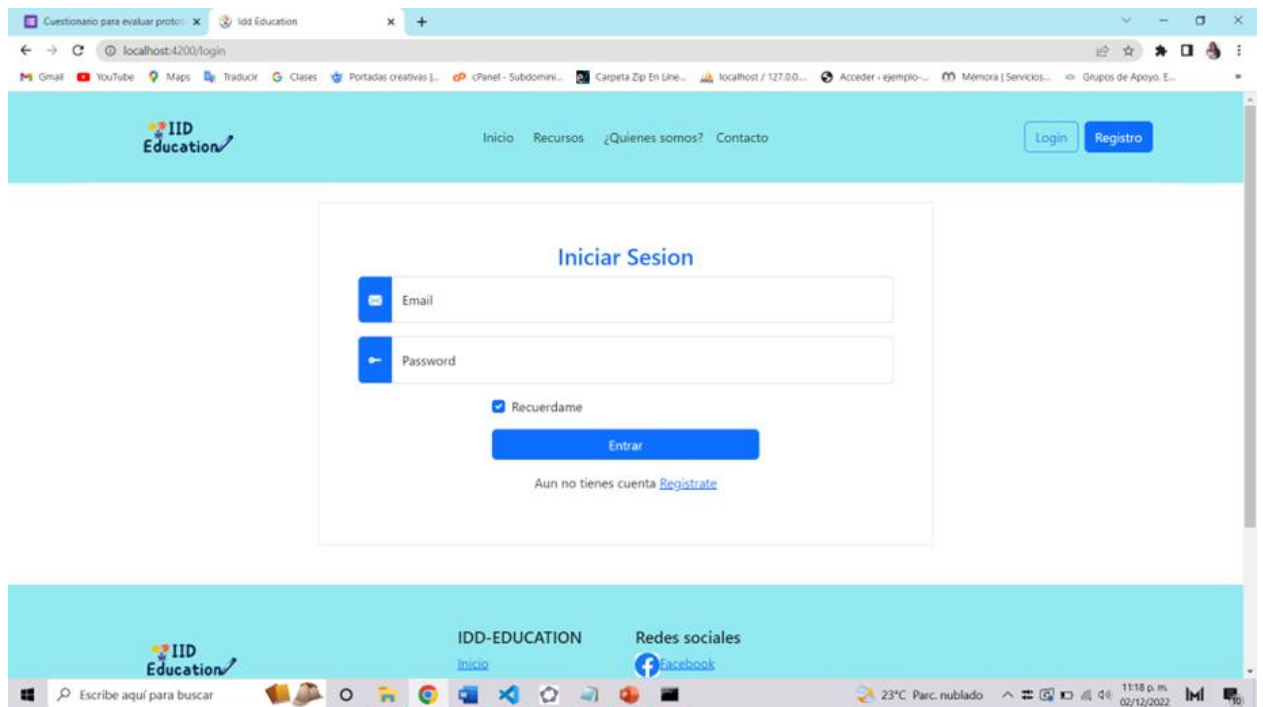 Cuestionario para evaluar protot
Idd Education
localhost:4200/login
Gmail YouTube Maps Traducir Clases Portadas creativas |... cPanel - Subdomini... Carpeta Zip En Líne... localhost / 127.0.0... Acceder ‹ ejemplo-... Mémora | Servicios... Grupos de Apoyo, E...
IID
Education
Inicio Recursos ¿Quienes somos? Contacto
Login Registro
Iniciar Sesion
Email
Password
Recuerdame
Entrar
Aun no tienes cuenta Registrate
IID
Education
IDD-EDUCATION
Inicio
Redes sociales
Facebook
Escribe aquí para buscar
23°C Parc. nublado
11:18 p. m.
02/12/2022